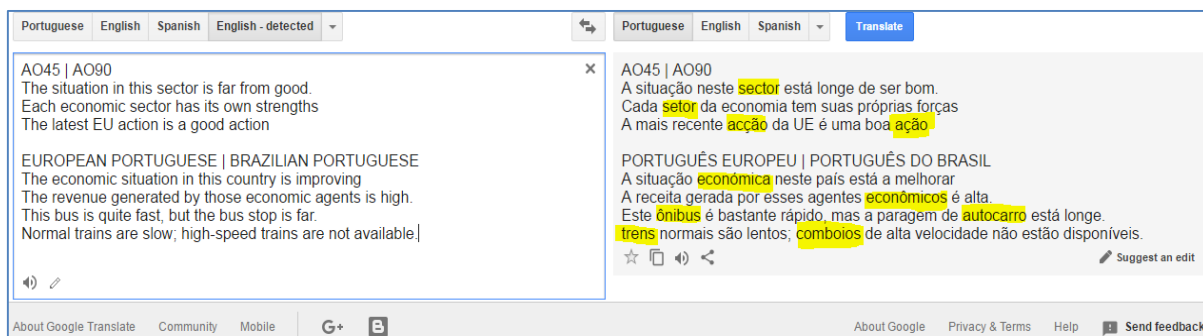 Portuguese English Spanish English - detected
Portuguese English Spanish Translate
AO45 | AO90
The situation in this sector is far from good.
Each economic sector has its own strengths
The latest EU action is a good action
EUROPEAN PORTUGUESE | BRAZILIAN PORTUGUESE
The economic situation in this country is improving
The revenue generated by those economic agents is high.
This bus is quite fast, but the bus stop is far.
Normal trains are slow; high-speed trains are not available.
AO45 | AO90
A situação neste sector está longe de ser bom.
Cada setor da economia tem suas próprias forças
A mais recente acção da UE é uma boa ação
PORTUGUÊS EUROPEU | PORTUGUÊS DO BRASIL
A situação económica neste país está a melhorar
A receita gerada por esses agentes econômicos é alta.
Este ônibus é bastante rápido, mas a paragem de autocarro está longe.
trens normais são lentos; comboios de alta velocidade não estão disponíveis.
Suggest an edit
About Google Translate Community Mobile G+ B
About Google Privacy & Terms Help Send feedback